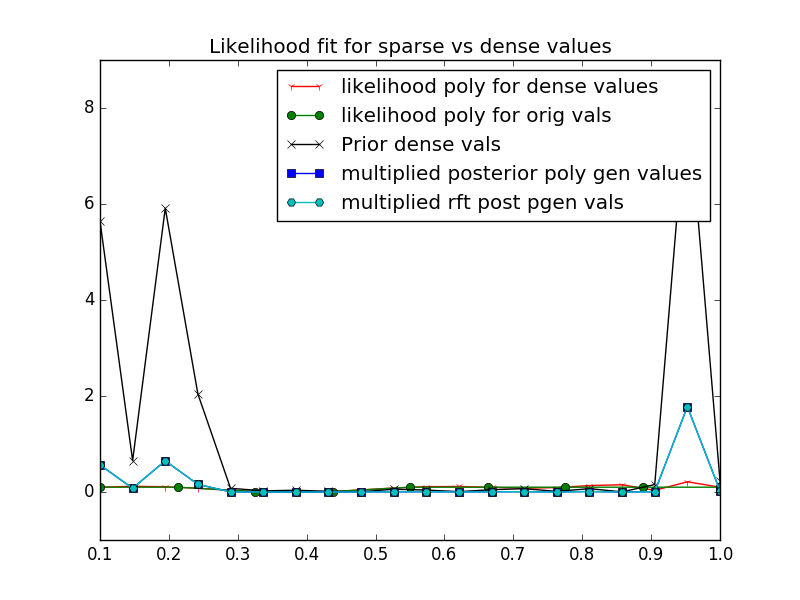 Likelihood fit for sparse vs dense values
likelihood poly for dense values
likelihood poly for orig vals
Prior dense vals
multiplied posterior poly gen values
multiplied rft post pgen vals
8
6
4
2
0
0.1 0.2 0.3 0.4 0.5 0.6 0.7 0.8 0.9 1.0